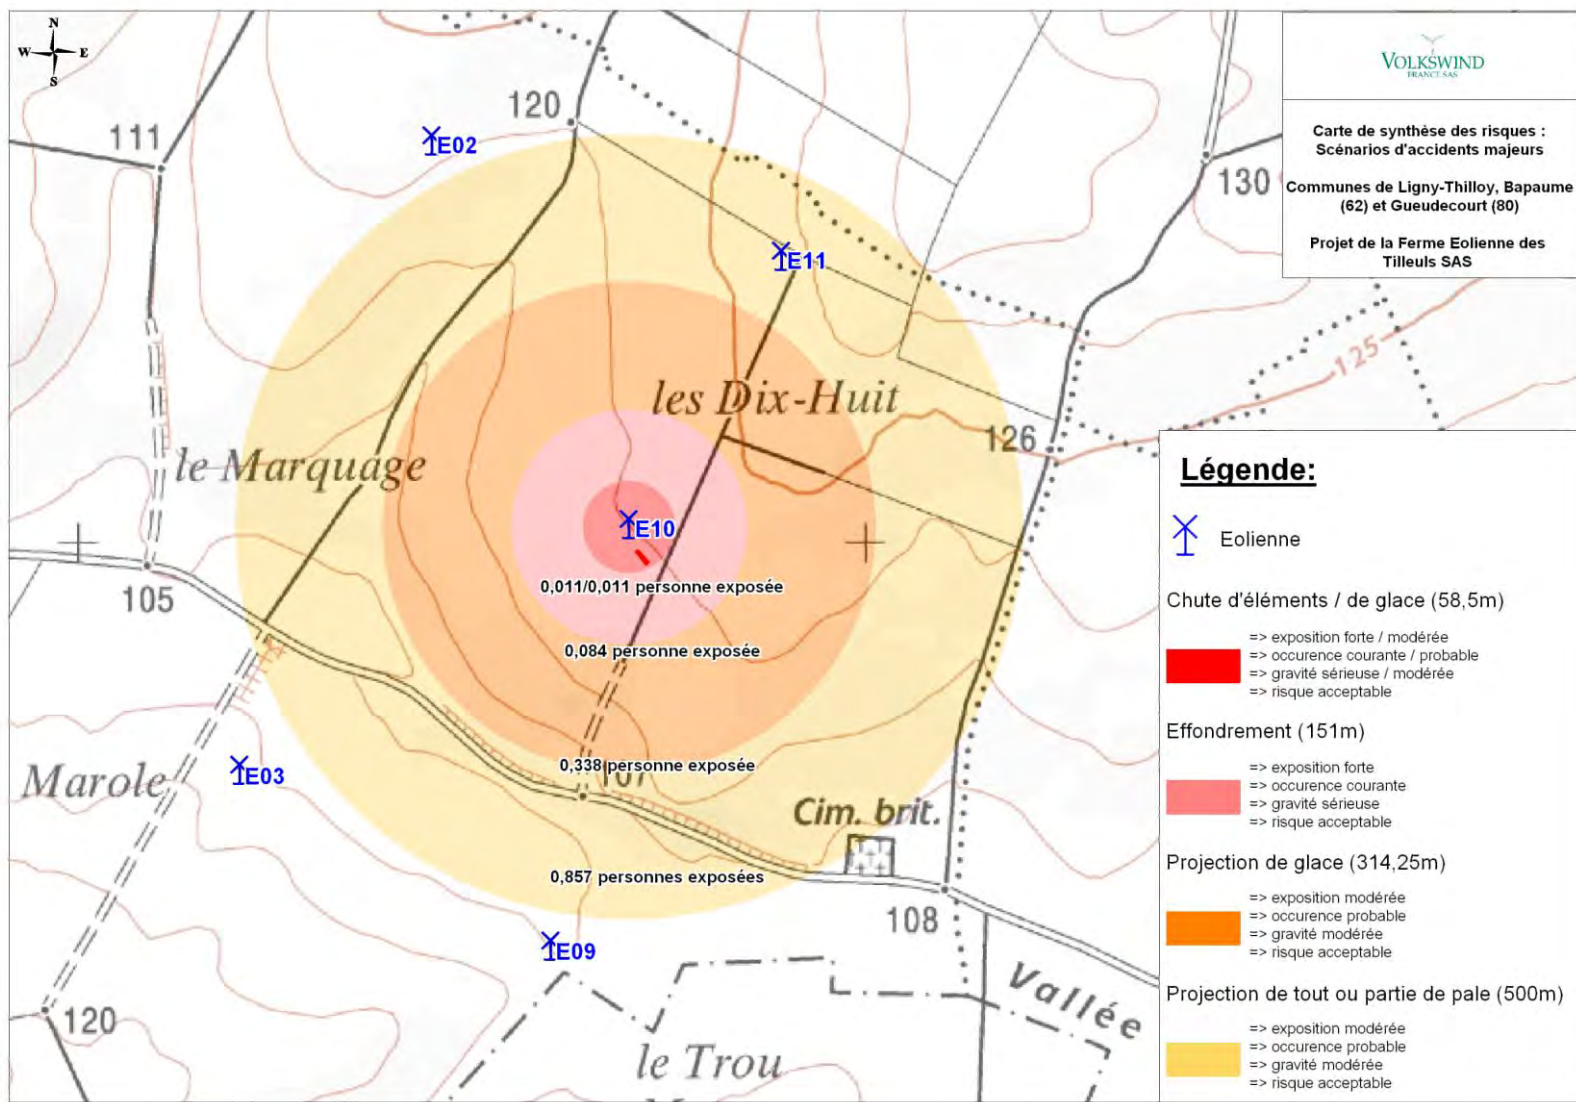 N
W
E
S
120
111
E02
130
E11
les Dix-Huit
125
126
le Marquage
E10
105
0,011/0,011 personne exposée
0,084 personne exposée
0,338 personne exposée
107
Marole
E03
Cim. brit.
0,857 personnes exposées
108
E09
Vallée
120
le Trou
VOLKSWIND
FRANCE SAS
Carte de synthèse des risques :
Scénarios d'accidents majeurs
Communes de Ligny-Thilloy, Bapaume
(62) et Gueudecourt (80)
Projet de la Ferme Eolienne des
Tilleuls SAS
Légende:
Eolienne
Chute d'éléments / de glace (58,5m)
=> exposition forte / modérée
=> occurence courante / probable
=> gravité sérieuse / modérée
=> risque acceptable
Effondrement (151m)
=> exposition forte
=> occurence courante
=> gravité sérieuse
=> risque acceptable
Projection de glace (314,25m)
=> exposition modérée
=> occurence probable
=> gravité modérée
=> risque acceptable
Projection de tout ou partie de pale (500m)
=> exposition modérée
=> occurence probable
=> gravité modérée
=> risque acceptable